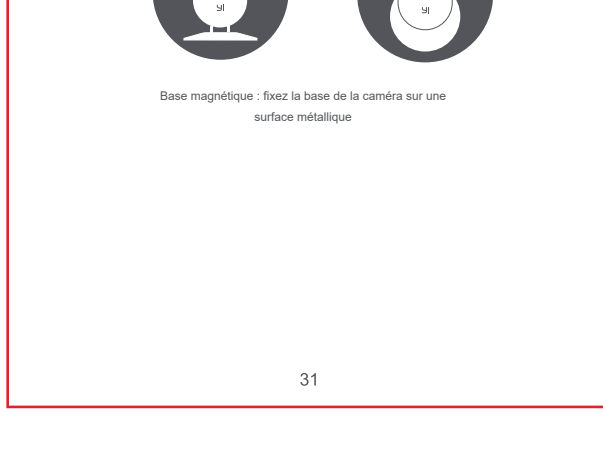 YI YI
Base magnétique : fixez la base de la caméra sur une
surface métallique
31